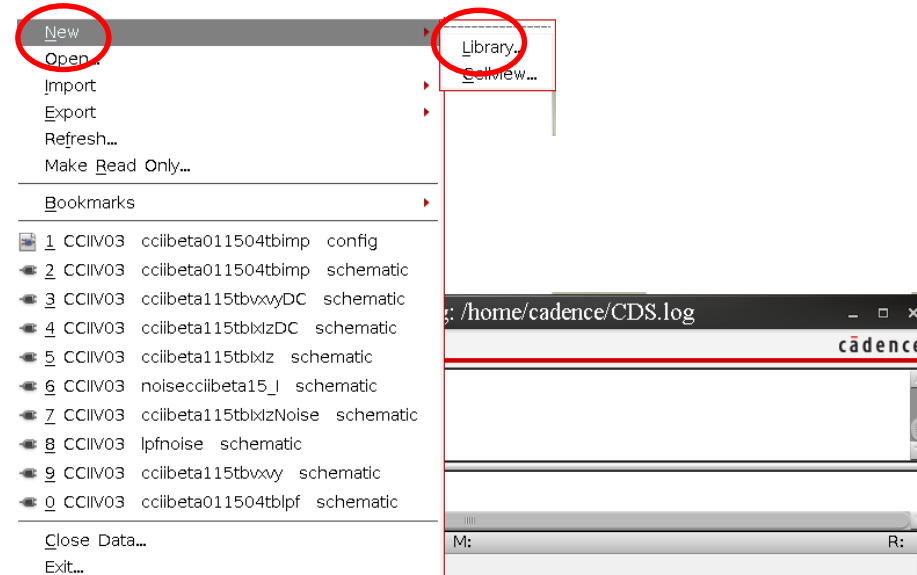 New
Library...
Open...
Cellview...
Import
Export
Refresh...
Make Read Only...
Bookmarks
1 CCIIV03 cciibeta011504tbimp config
2 CCIIV03 cciibeta011504tbimp schematic
3 CCIIV03 cciibeta115tbvxvyDC schematic
4 CCIIV03 cciibeta115tbIxIzDC schematic
5 CCIIV03 cciibeta115tbIxIz schematic
6 CCIIV03 noisecciibeta15_I schematic
7 CCIIV03 cciibeta115tbIxIzNoise schematic
8 CCIIV03 lpfnoise schematic
9 CCIIV03 cciibeta115tbvxvy schematic
0 CCIIV03 cciibeta011504tblpf schematic
Close Data...
Exit...
: /home/cadence/CDS.log
cādence
M:
R: